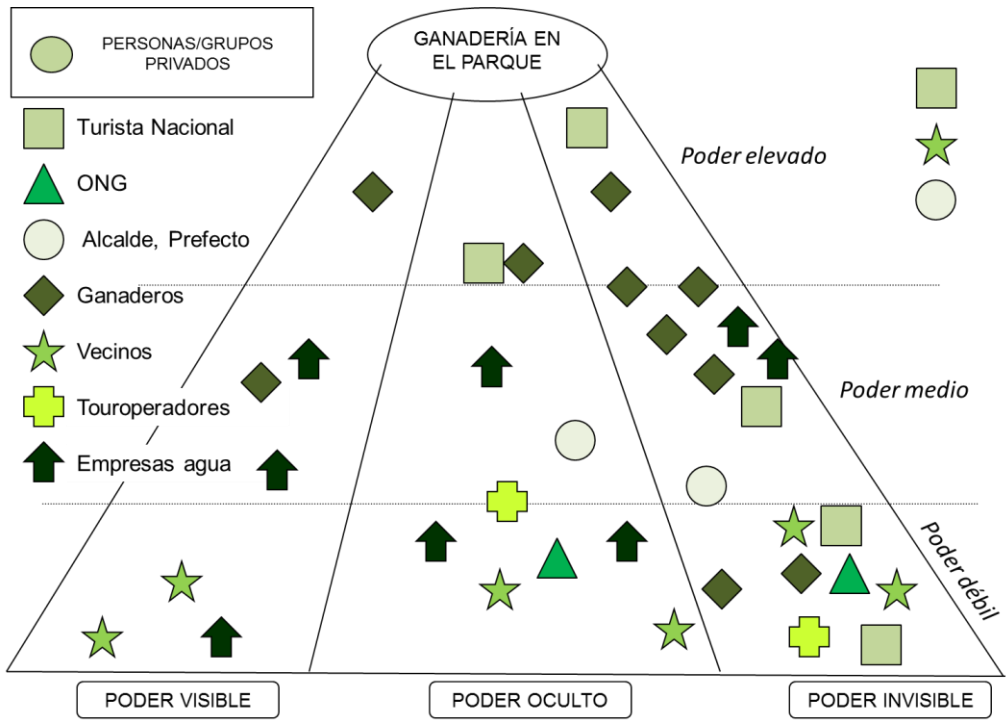 PERSONAS/GRUPOS
PRIVADOS
Turista Nacional
ONG
Alcalde, Prefecto
Ganaderos
Vecinos
Touroperadores
Empresas agua
GANADERÍA EN
EL PARQUE
Poder elevado
Poder medio
Poder débil
PODER VISIBLE
PODER OCULTO
PODER INVISIBLE